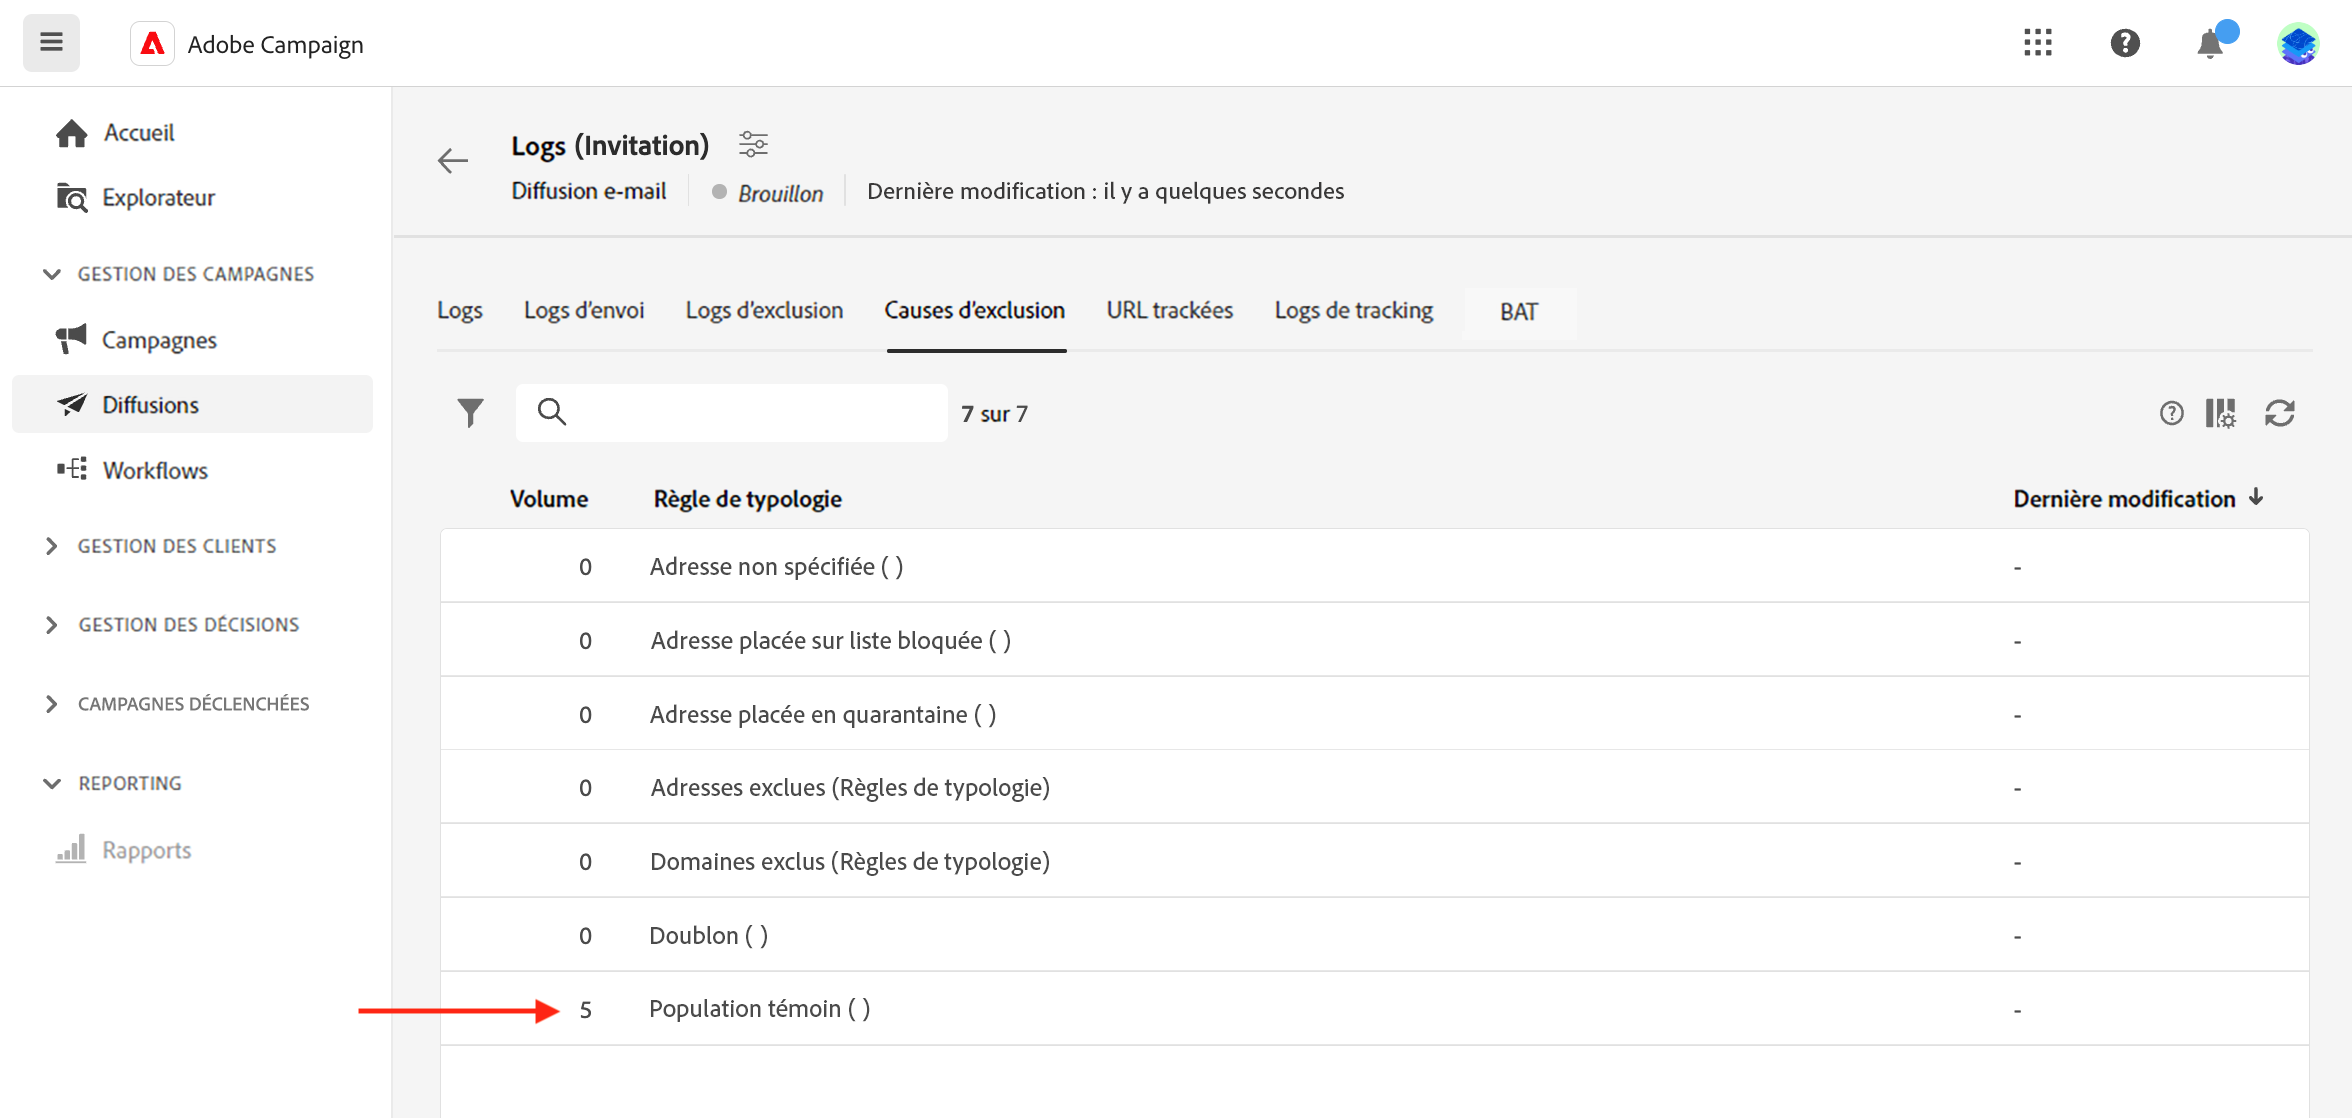 Adobe Campaign
Accueil
Explorateur
GESTION DES CAMPAGNES
Campagnes
Diffusions
Workflows
GESTION DES CLIENTS
GESTION DES DÉCISIONS
CAMPAGNES DÉCLENCHÉES
REPORTING
Rapports
Logs (Invitation)
Diffusion e-mail Brouillon Dernière modification : il y a quelques secondes
Logs Logs d'envoi Logs d'exclusion Causes d'exclusion URL trackées Logs de tracking BAT
7 sur 7
Volume Règle de typologie Dernière modification
0 Adresse non spécifiée ( ) -
0 Adresse placée sur liste bloquée ( ) -
0 Adresse placée en quarantaine ( ) -
0 Adresses exclues (Règles de typologie) -
0 Domaines exclus (Règles de typologie) -
0 Doublon ( ) -
5 Population témoin ( ) -